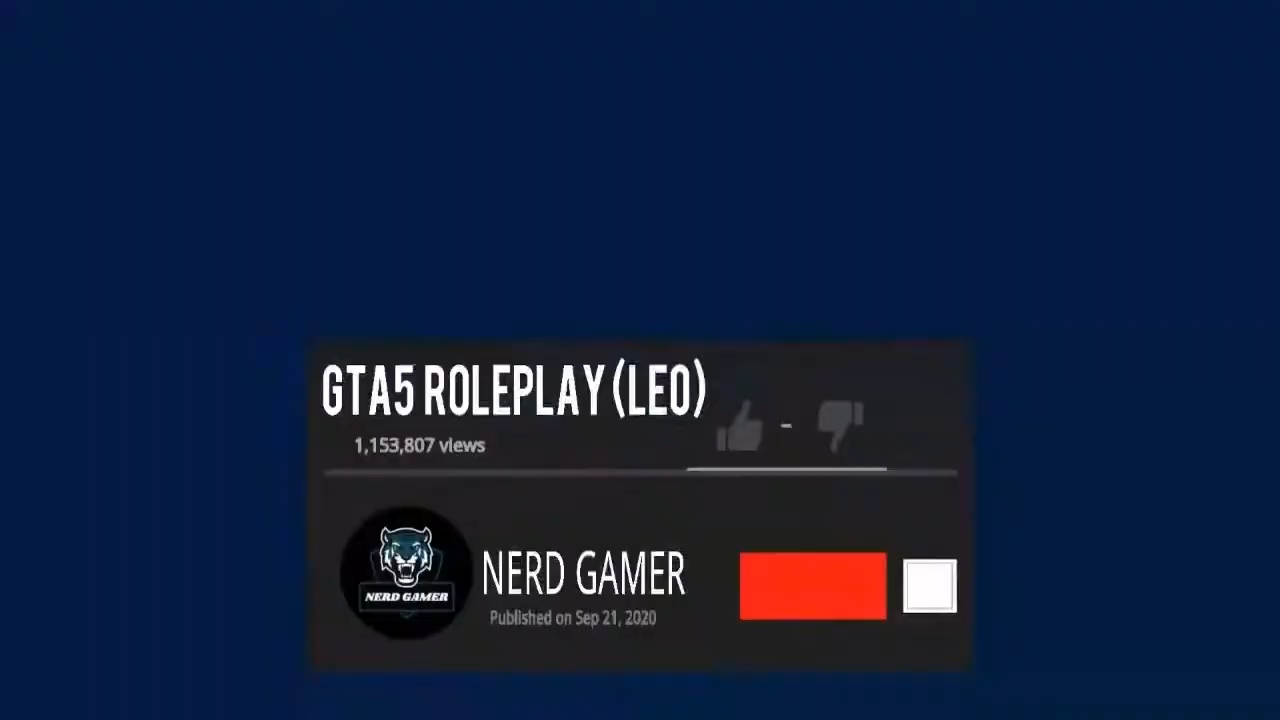 GTA5 ROLEPLAY (LEO)
1,153,807 views
NERD GAMER
NERD GAMER
Published on Sep 21, 2020